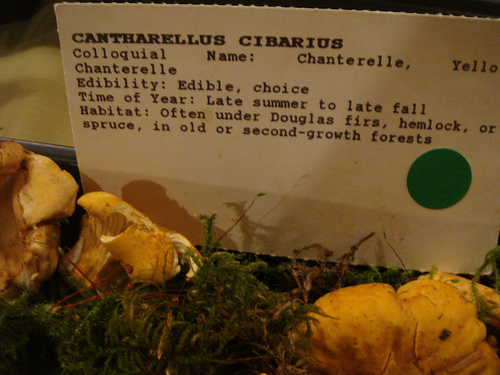 CANTHARELLUS CIBARIUS
Colloquial Name: Chanterelle, Yello
Chanterelle
Edibility: Edible, choice
Time of Year: Late summer to late fall
Habitat: Often under Douglas firs, hemlock, or
spruce, in old or second-growth forests